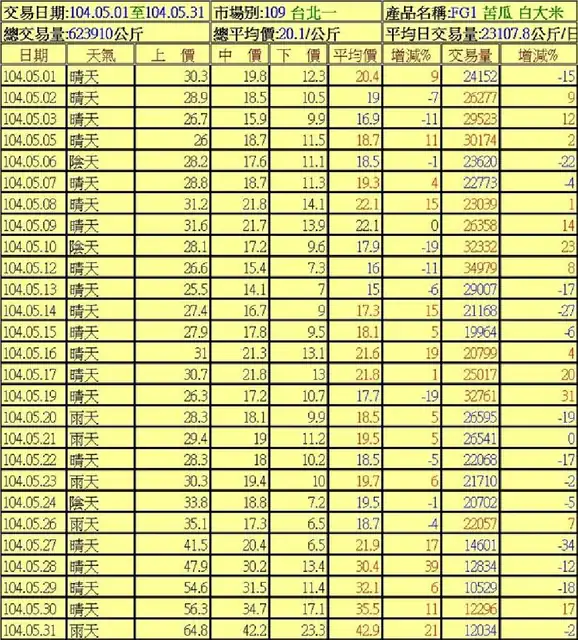 交易日期:104.05.01至104.05.31 市場別:109 台北一 產品名稱:FG1 苦瓜 白大米
總交易量:623910公斤 總平均價:20.1/公斤 平均日交易量:23107.8公斤/日
日期 天氣 上價 中價 下價 平均價 增減% 交易量 增減%
104.05.01 晴天 30.3 19.8 12.3 20.4 9 24152 -15
104.05.02 晴天 28.9 18.5 10.5 19 -7 26277 9
104.05.03 晴天 26.7 15.9 9.9 16.9 -11 29523 12
104.05.05 晴天 26 18.7 11.5 18.7 11 30174 2
104.05.06 陰天 28.2 17.6 11.1 18.5 -1 23620 -22
104.05.07 晴天 28.8 18.7 11.3 19.3 4 22773 -4
104.05.08 晴天 31.2 21.8 14.1 22.1 15 23039 1
104.05.09 晴天 31.6 21.7 13.9 22.1 0 26358 14
104.05.10 陰天 28.1 17.2 9.6 17.9 -19 32332 23
104.05.12 晴天 26.6 15.4 7.3 16 -11 34979 8
104.05.13 晴天 25.5 14.1 7 15 -6 29007 -17
104.05.14 晴天 27.4 16.7 9 17.3 15 21168 -27
104.05.15 晴天 27.9 17.8 9.5 18.1 5 19964 -6
104.05.16 晴天 31 21.3 13.1 21.6 19 20799 4
104.05.17 晴天 30.7 21.8 13 21.8 1 25017 20
104.05.19 晴天 26.3 17.2 10.7 17.7 -19 32761 31
104.05.20 雨天 28.3 18.1 9.9 18.5 5 26595 -19
104.05.21 雨天 29.4 19 11.2 19.5 5 26541 0
104.05.22 晴天 28.3 18 10.2 18.5 -5 22068 -17
104.05.23 雨天 30.3 19.4 10 19.7 6 21710 -2
104.05.24 陰天 33.8 18.8 7.2 19.5 -1 20702 -5
104.05.26 雨天 35.1 17.3 6.5 18.7 -4 22057 7
104.05.27 晴天 41.5 20.4 6.5 21.9 17 14601 -34
104.05.28 晴天 47.9 30.2 13.4 30.4 39 12834 -12
104.05.29 晴天 54.6 31.5 11.4 32.1 6 10529 -18
104.05.30 晴天 56.3 34.7 17.1 35.5 11 12296 17
104.05.31 雨天 64.8 42.2 23.3 42.9 21 12034 -2